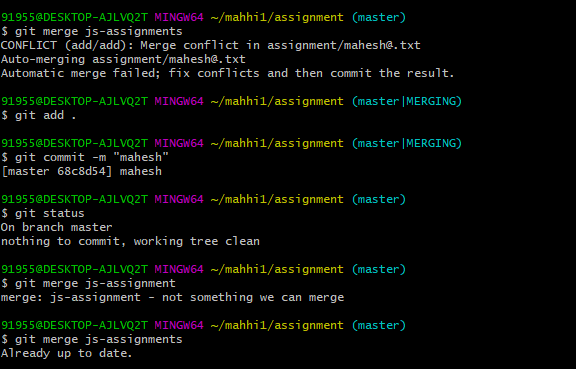 91955@DESKTOP-AJLVQ2T MINGW64 ~/mahhi1/assignment (master)
$ git merge js-assignments
CONFLICT (add/add): Merge conflict in assignment/mahesh@.txt
Auto-merging assignment/mahesh@.txt
Automatic merge failed; fix conflicts and then commit the result.
91955@DESKTOP-AJLVQ2T MINGW64 ~/mahhi1/assignment (master|MERGING)
$ git add .
91955@DESKTOP-AJLVQ2T MINGW64 ~/mahhi1/assignment (master|MERGING)
$ git commit -m "mahesh"
[master 68c8d54] mahesh
91955@DESKTOP-AJLVQ2T MINGW64 ~/mahhi1/assignment (master)
$ git status
On branch master
nothing to commit, working tree clean
91955@DESKTOP-AJLVQ2T MINGW64 ~/mahhi1/assignment (master)
$ git merge js-assignment
merge: js-assignment - not something we can merge
91955@DESKTOP-AJLVQ2T MINGW64 ~/mahhi1/assignment (master)
$ git merge js-assignments
Already up to date.